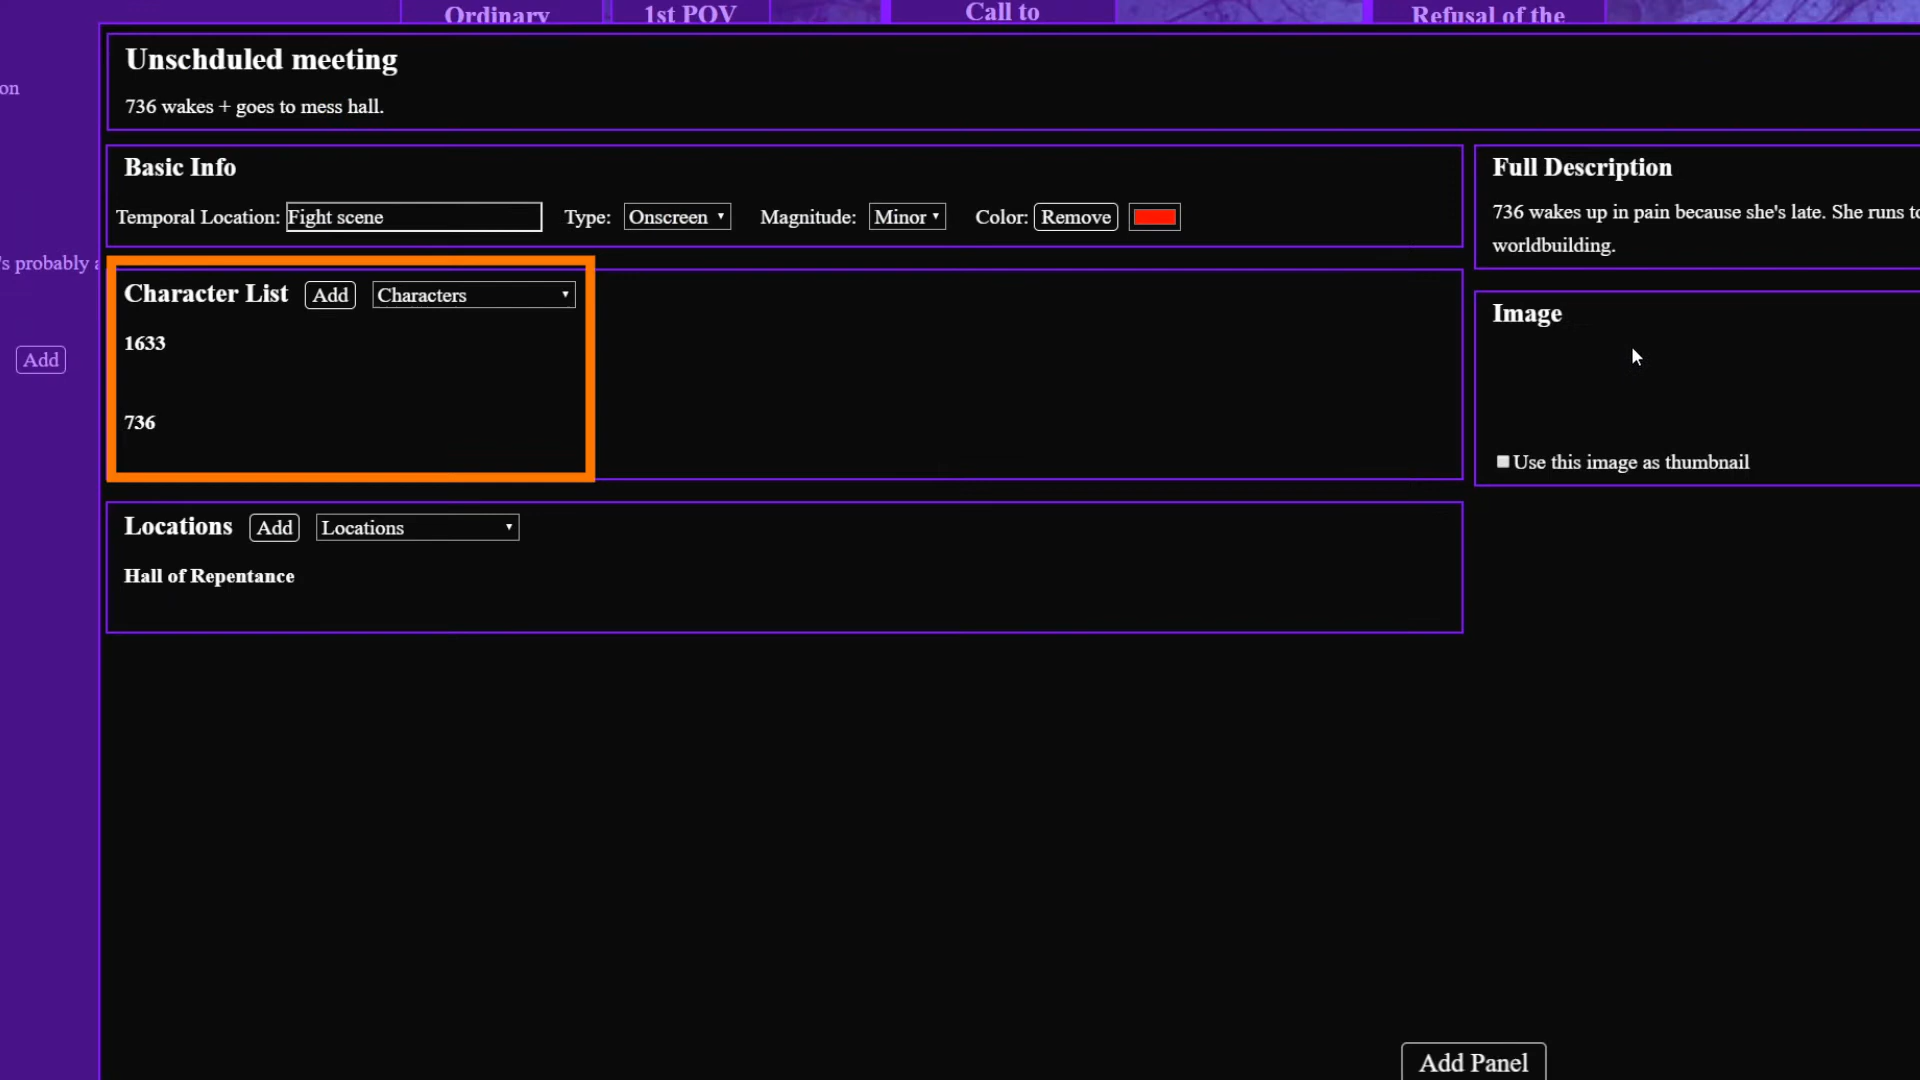 Ordinary 1st POV Call to Refusal of the
Unschduled meeting
736 wakes + goes to mess hall.
on
Basic Info
Temporal Location: Fight scene Type: Onscreen Magnitude: Minor Color: Remove
Full Description
736 wakes up in pain because she's late. She runs to
worldbuilding.
's probably a
Character List Add Characters
1633
736
Add
Image
Use this image as thumbnail
Locations Add Locations
Hall of Repentance
Add Panel